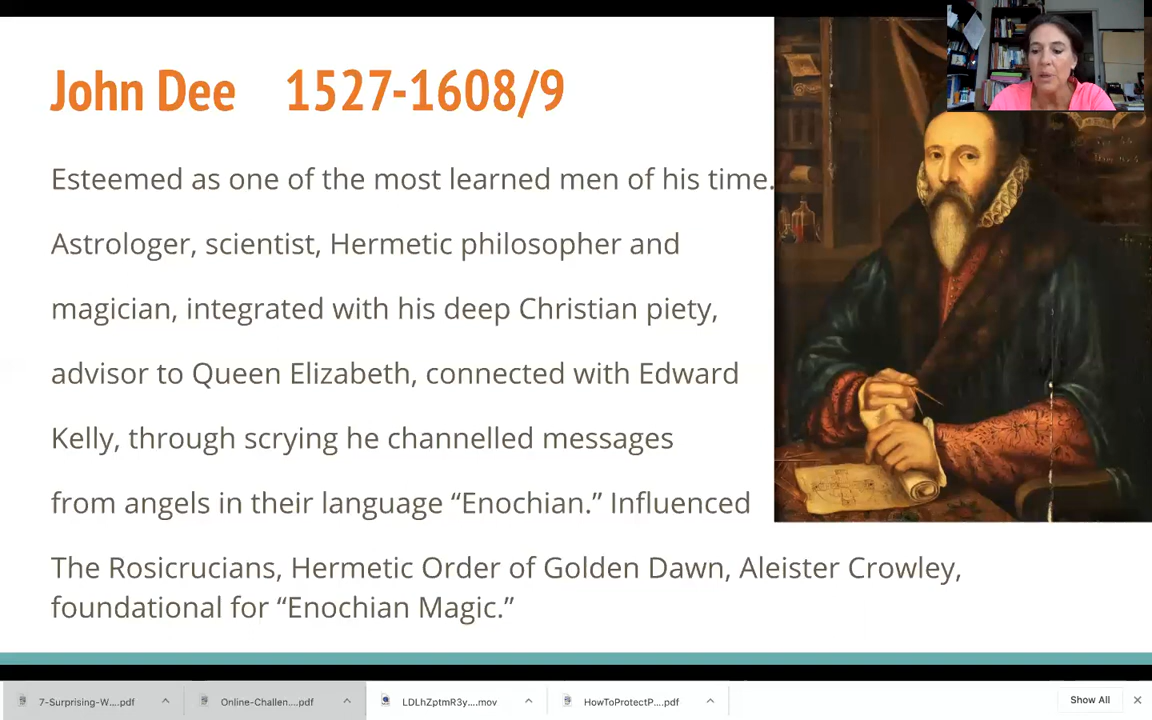 John Dee 1527-1608/9
Esteemed as one of the most learned men of his time.
Astrologer, scientist, Hermetic philosopher and
magician, integrated with his deep Christian piety,
advisor to Queen Elizabeth, connected with Edward
Kelly, through scrying he channelled messages
from angels in their language “Enochian.” Influenced
The Rosicrucians, Hermetic Order of Golden Dawn, Aleister Crowley,
foundational for “Enochian Magic.”
7-Surprising-W....pdf
Online-Challen....pdf
LDLhZptmR3y....mov
HowToProtectP....pdf
Show All